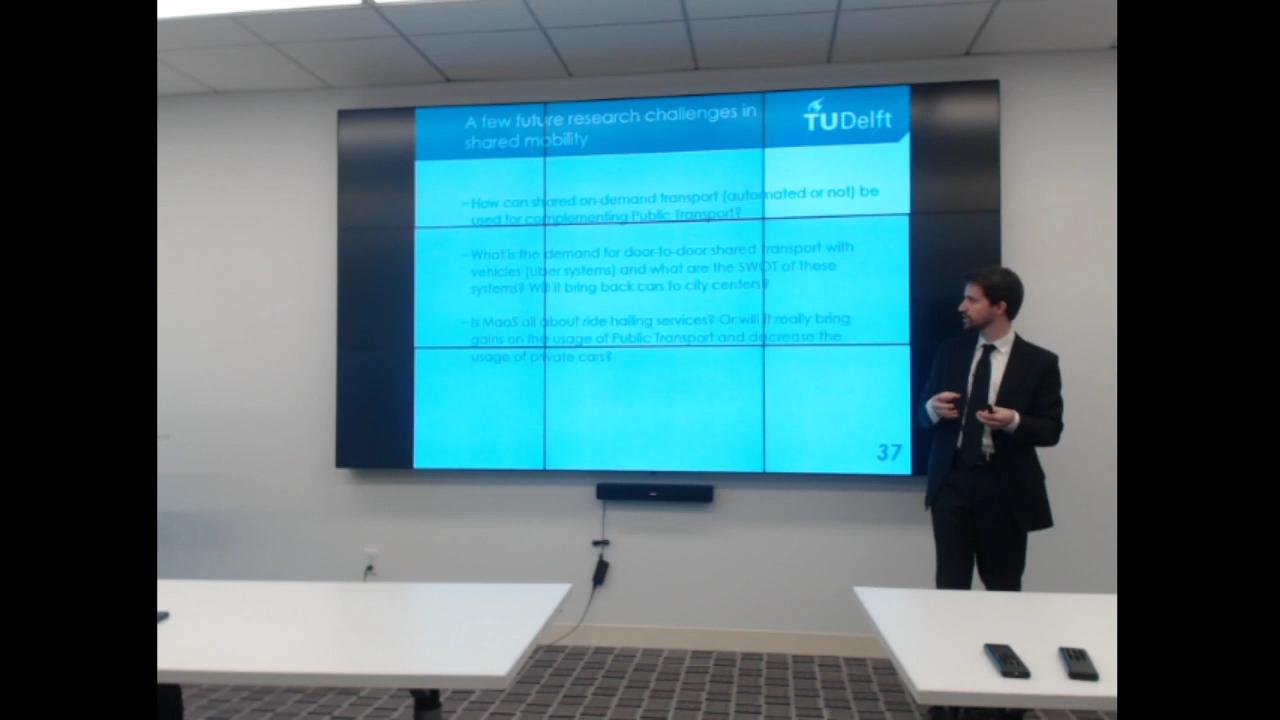 A few future research challenges in
shared mobility
TU Delft
–How can shared on-demand transport (automated or not) be
used for complementing Public Transport?
–What is the demand for door-to-door shared transport with
vehicles (Uber systems) and what are the SWOT of these
systems? Will it bring back cars to city centers?
–Is MaaS all about ride hailing services? Or will it really bring
gains on the usage of Public Transport and decrease the
usage of private cars?
37